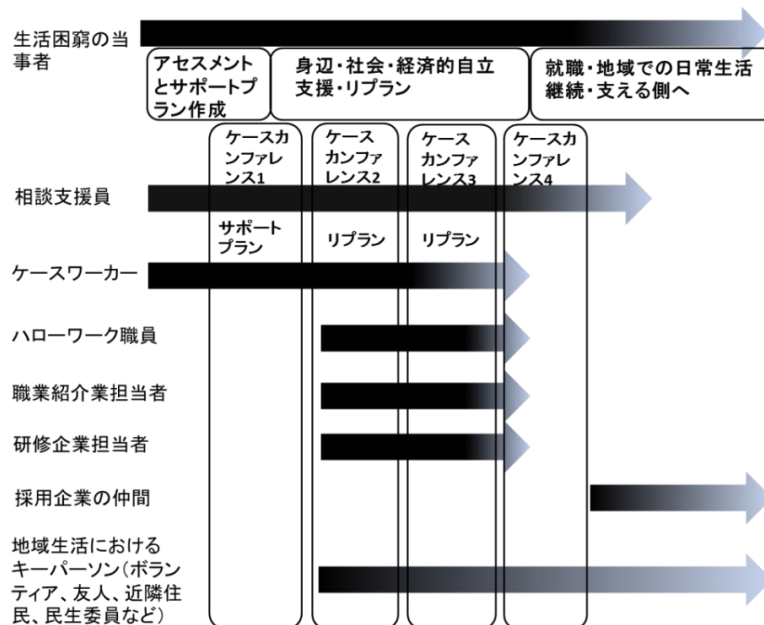 生活困窮の当
事者
アセスメント
とサポートプ
ラン作成
身辺・社会・経済的自立
支援・リプラン
就職・地域での日常生活
継続・支える側へ
ケースカ
ンファレ
ンス1
ケース
カンファ
レンス2
ケース
カンファ
レンス3
ケースカ
ンファレ
ンス4
相談支援員
サポート
プラン
リプラン
リプラン
ケースワーカー
ハローワーク職員
職業紹介業担当者
研修企業担当者
採用企業の仲間
地域生活における
キーパーソン(ボラン
ティア、友人、近隣住
民、民生委員など)